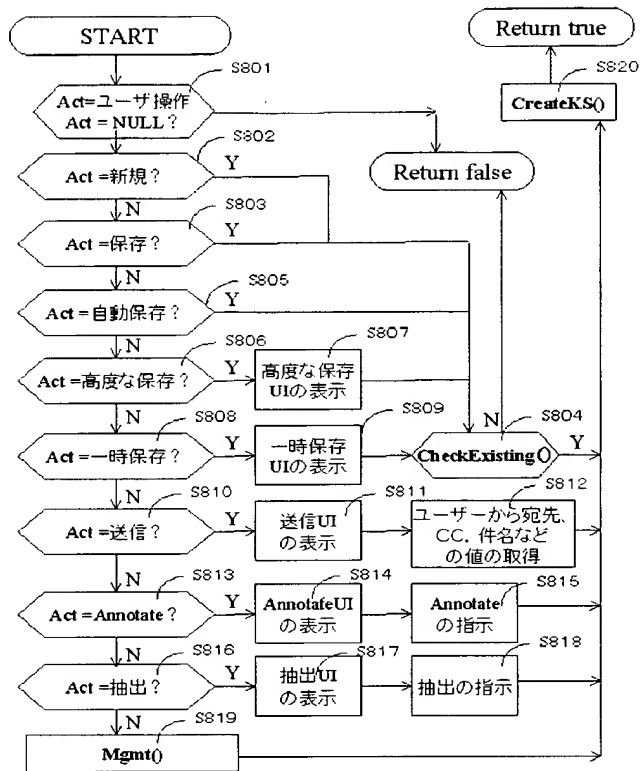 START
Return true
S801
S820
Act=ユーザ操作
Act = NULL？
CreateKS()
S802
Act =新規？
Y
Return false
N
S803
Act =保存？
Y
N
S805
Act =自動保存？
Y
N
S806
S807
Act=高度な保存？
Y
高度な保存
UIの表示
N
S808
S809
N
S804
Act=一時保存？
Y
一時保存
UIの表示
CheckExisting()
Y
N
S810
S811
S812
Act=送信？
Y
送信UI
の表示
ユーザーから宛先、
CC，件名など
の値の取得
N
S813
S814
S815
Act=Annotate？
Y
AnnotateUI
の表示
Annotate
の指示
N
S816
S817
S818
Act=抽出？
Y
抽出UI
の表示
抽出の指示
N
S819
Mgmt()